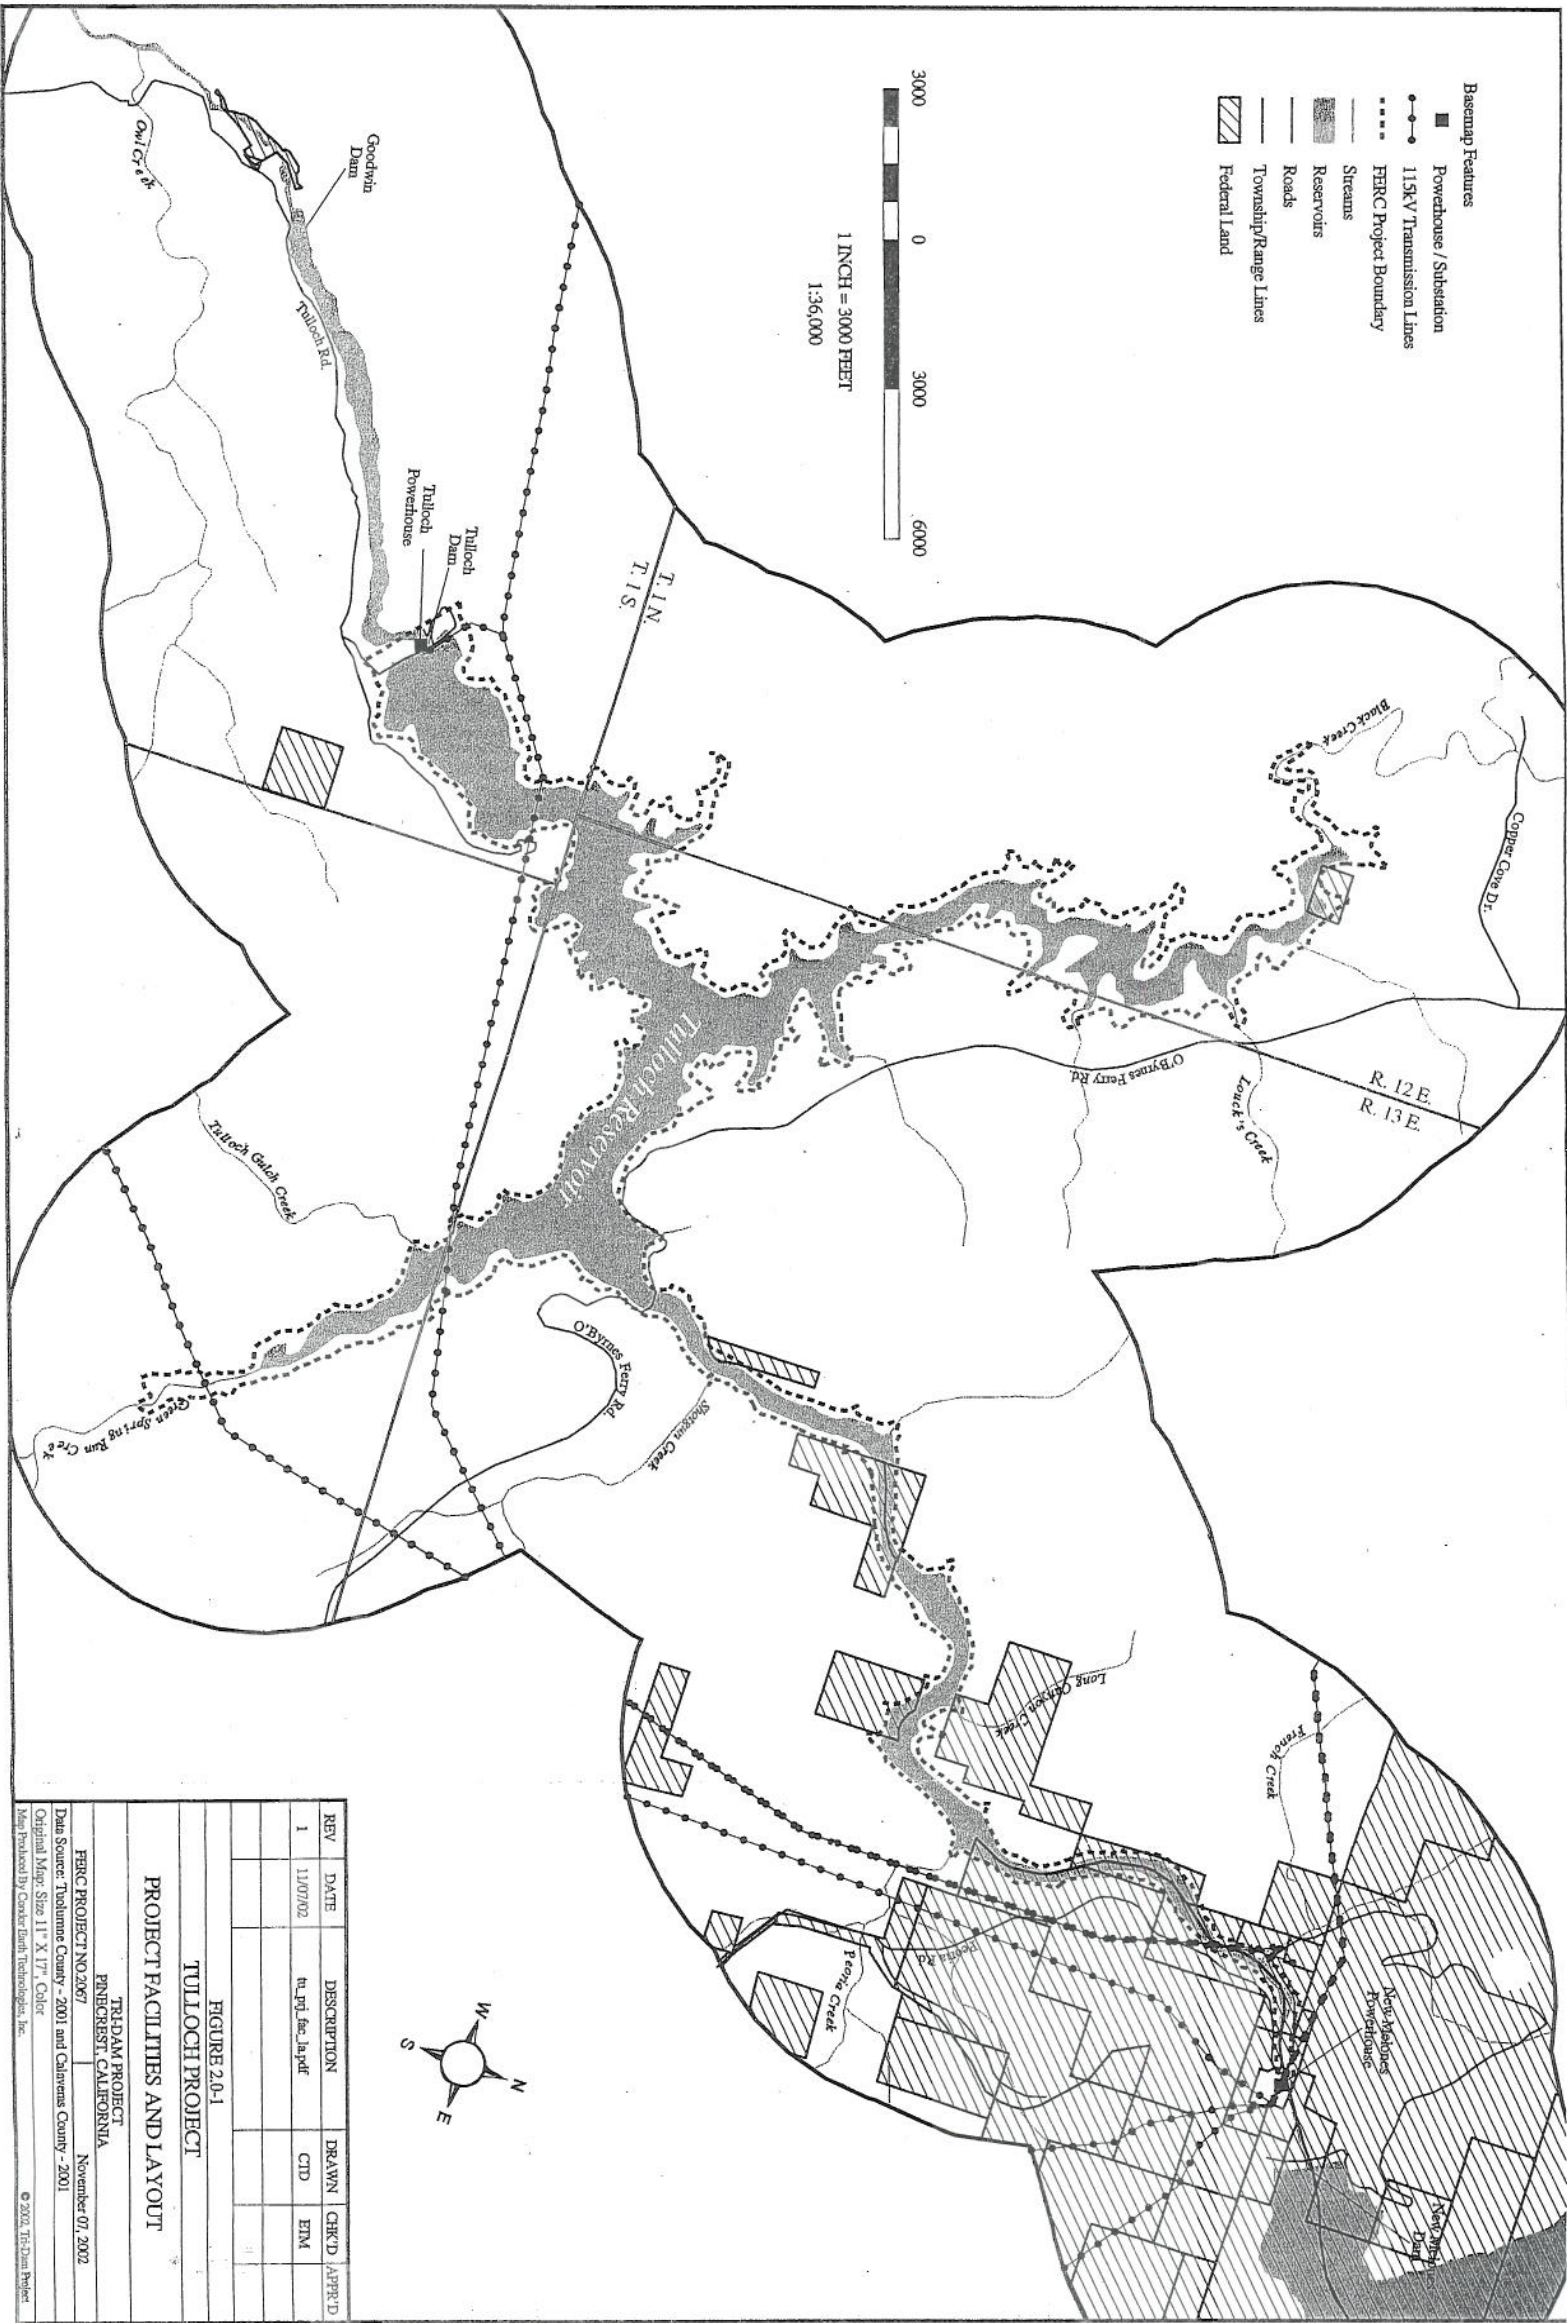 Basemap Features
Powerhouse / Substation
115kV Transmission Lines
FERC Project Boundary
Streams
Reservoirs
Roads
Township/Range Lines
Federal Land
3000 0 3000 6000
1 INCH = 3000 FEET
1:36,000
Owl Creek
Goodwin
Dam
Tulloch Rd.
Tulloch
Powerhouse
Tulloch
Dam
T. 1 N.
T. 1 S.
Black Creek
Copper Cove Dr.
O'Byrnes Ferry Rd.
R. 12 E.
R. 13 E.
Louck's Creek
Tulloch Reservoir
Tulloch Gulch Creek
Green Spring Run Creek
O'Byrnes Ferry Rd.
Shotgun Creek
Long Canyon Creek
French Creek
Peoria Rd
Peoria Creek
New Melones
Powerhouse
New Melones
Dam
N
W
S
E
REV DATE DESCRIPTION DRAWN CHK'D APPR'D
1 11/07/02 tu_prj_fac_la.pdf CTD ETM
FIGURE 2.0-1
TULLOCH PROJECT
PROJECT FACILITIES AND LAYOUT
TRI-DAM PROJECT
PINECREST, CALIFORNIA
FERC PROJECT NO.2067 November 07, 2002
Data Source: Tuolumne County - 2001 and Calaveras County - 2001
Original Map: Size 11" X 17", Color
Map Produced By Condor Earth Technologies, Inc. © 2002, Tri-Dam Project